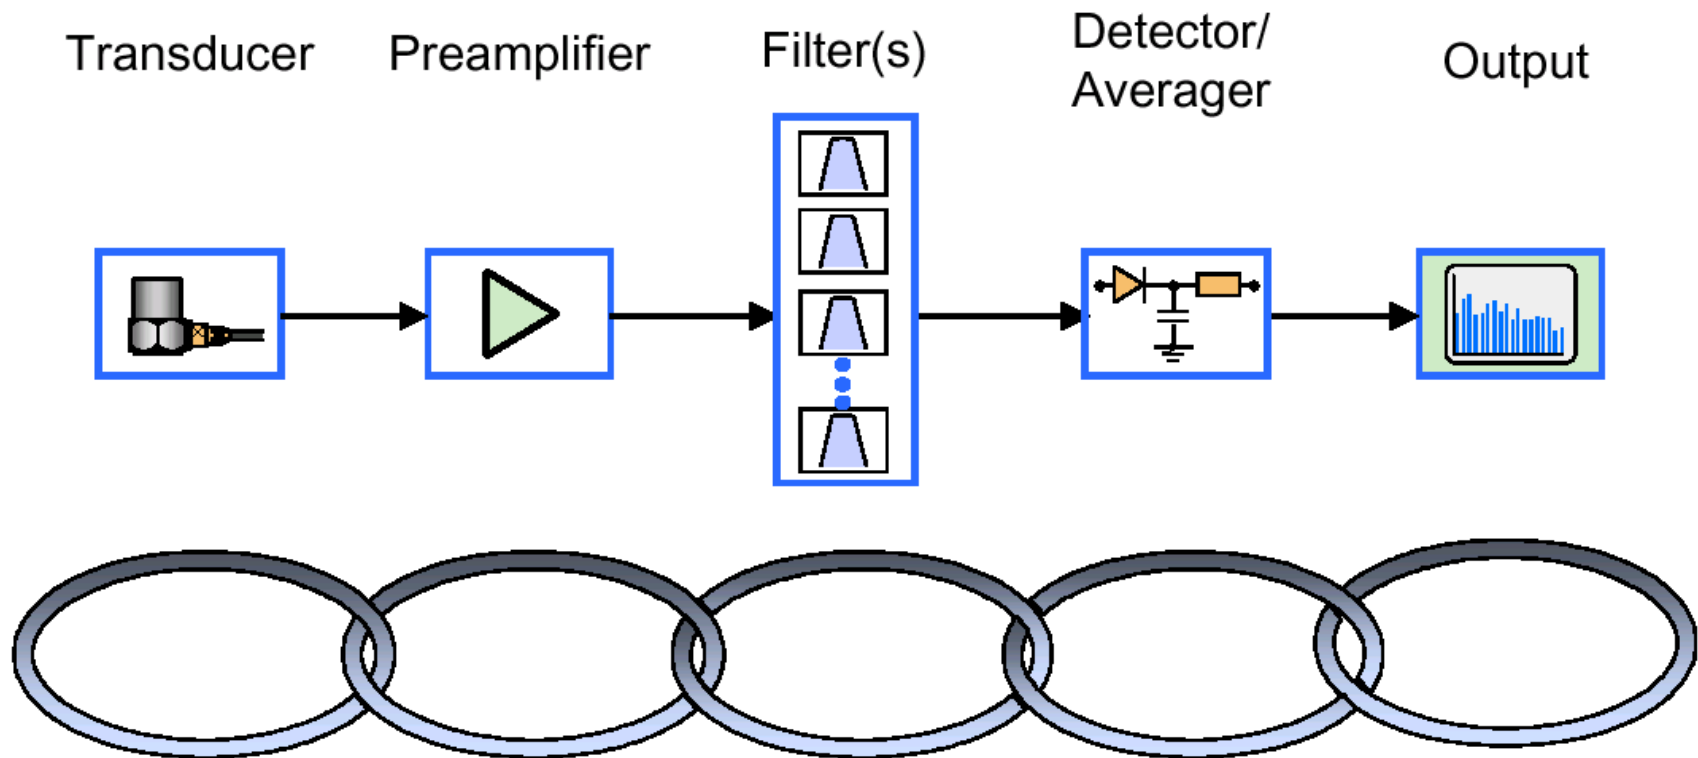 Transducer
Preamplifier
Filter(s)
Detector/
Averager
Output